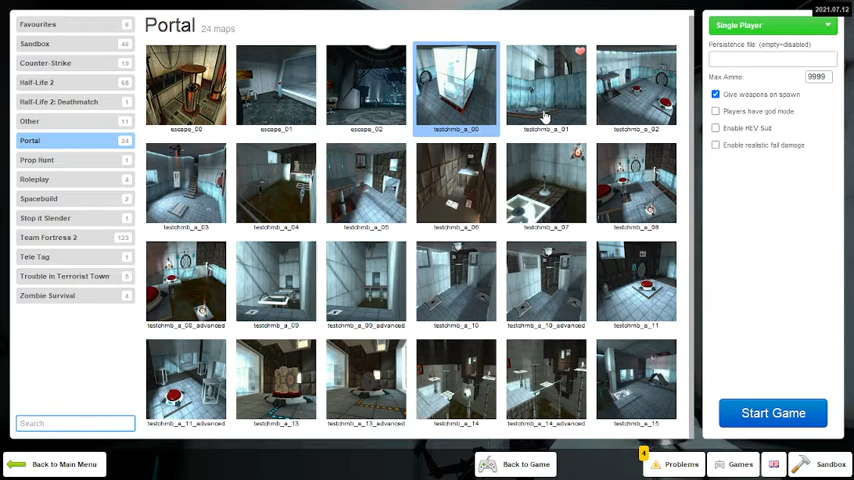 2021.07.12
Favourites 6
Sandbox 46
Counter-Strike 19
Half-Life 2 68
Half-Life 2: Deathmatch 1
Other 11
Portal 24
Prop Hunt 1
Roleplay 4
Spacebuild 2
Stop it Slender 1
Team Fortress 2 123
Tele Tag 1
Trouble in Terrorist Town 5
Zombie Survival 4
Search
Portal 24 maps
escape_00 escape_01 escape_02 testchmb_a_00 testchmb_a_01 testchmb_a_02
testchmb_a_03 testchmb_a_04 testchmb_a_05 testchmb_a_06 testchmb_a_07 testchmb_a_08
testchmb_a_08_advanced testchmb_a_09 testchmb_a_09_advanced testchmb_a_10 testchmb_a_10_advanced testchmb_a_11
testchmb_a_11_advanced testchmb_a_13 testchmb_a_13_advanced testchmb_a_14 testchmb_a_14_advanced testchmb_a_15
Single Player
Persistence file: (empty=disabled)
Max Ammo: 9999
Give weapons on spawn
Players have god mode
Enable HEV Suit
Enable realistic fall damage
Start Game
Back to Main Menu
Back to Game
4
Problems
Games
Sandbox